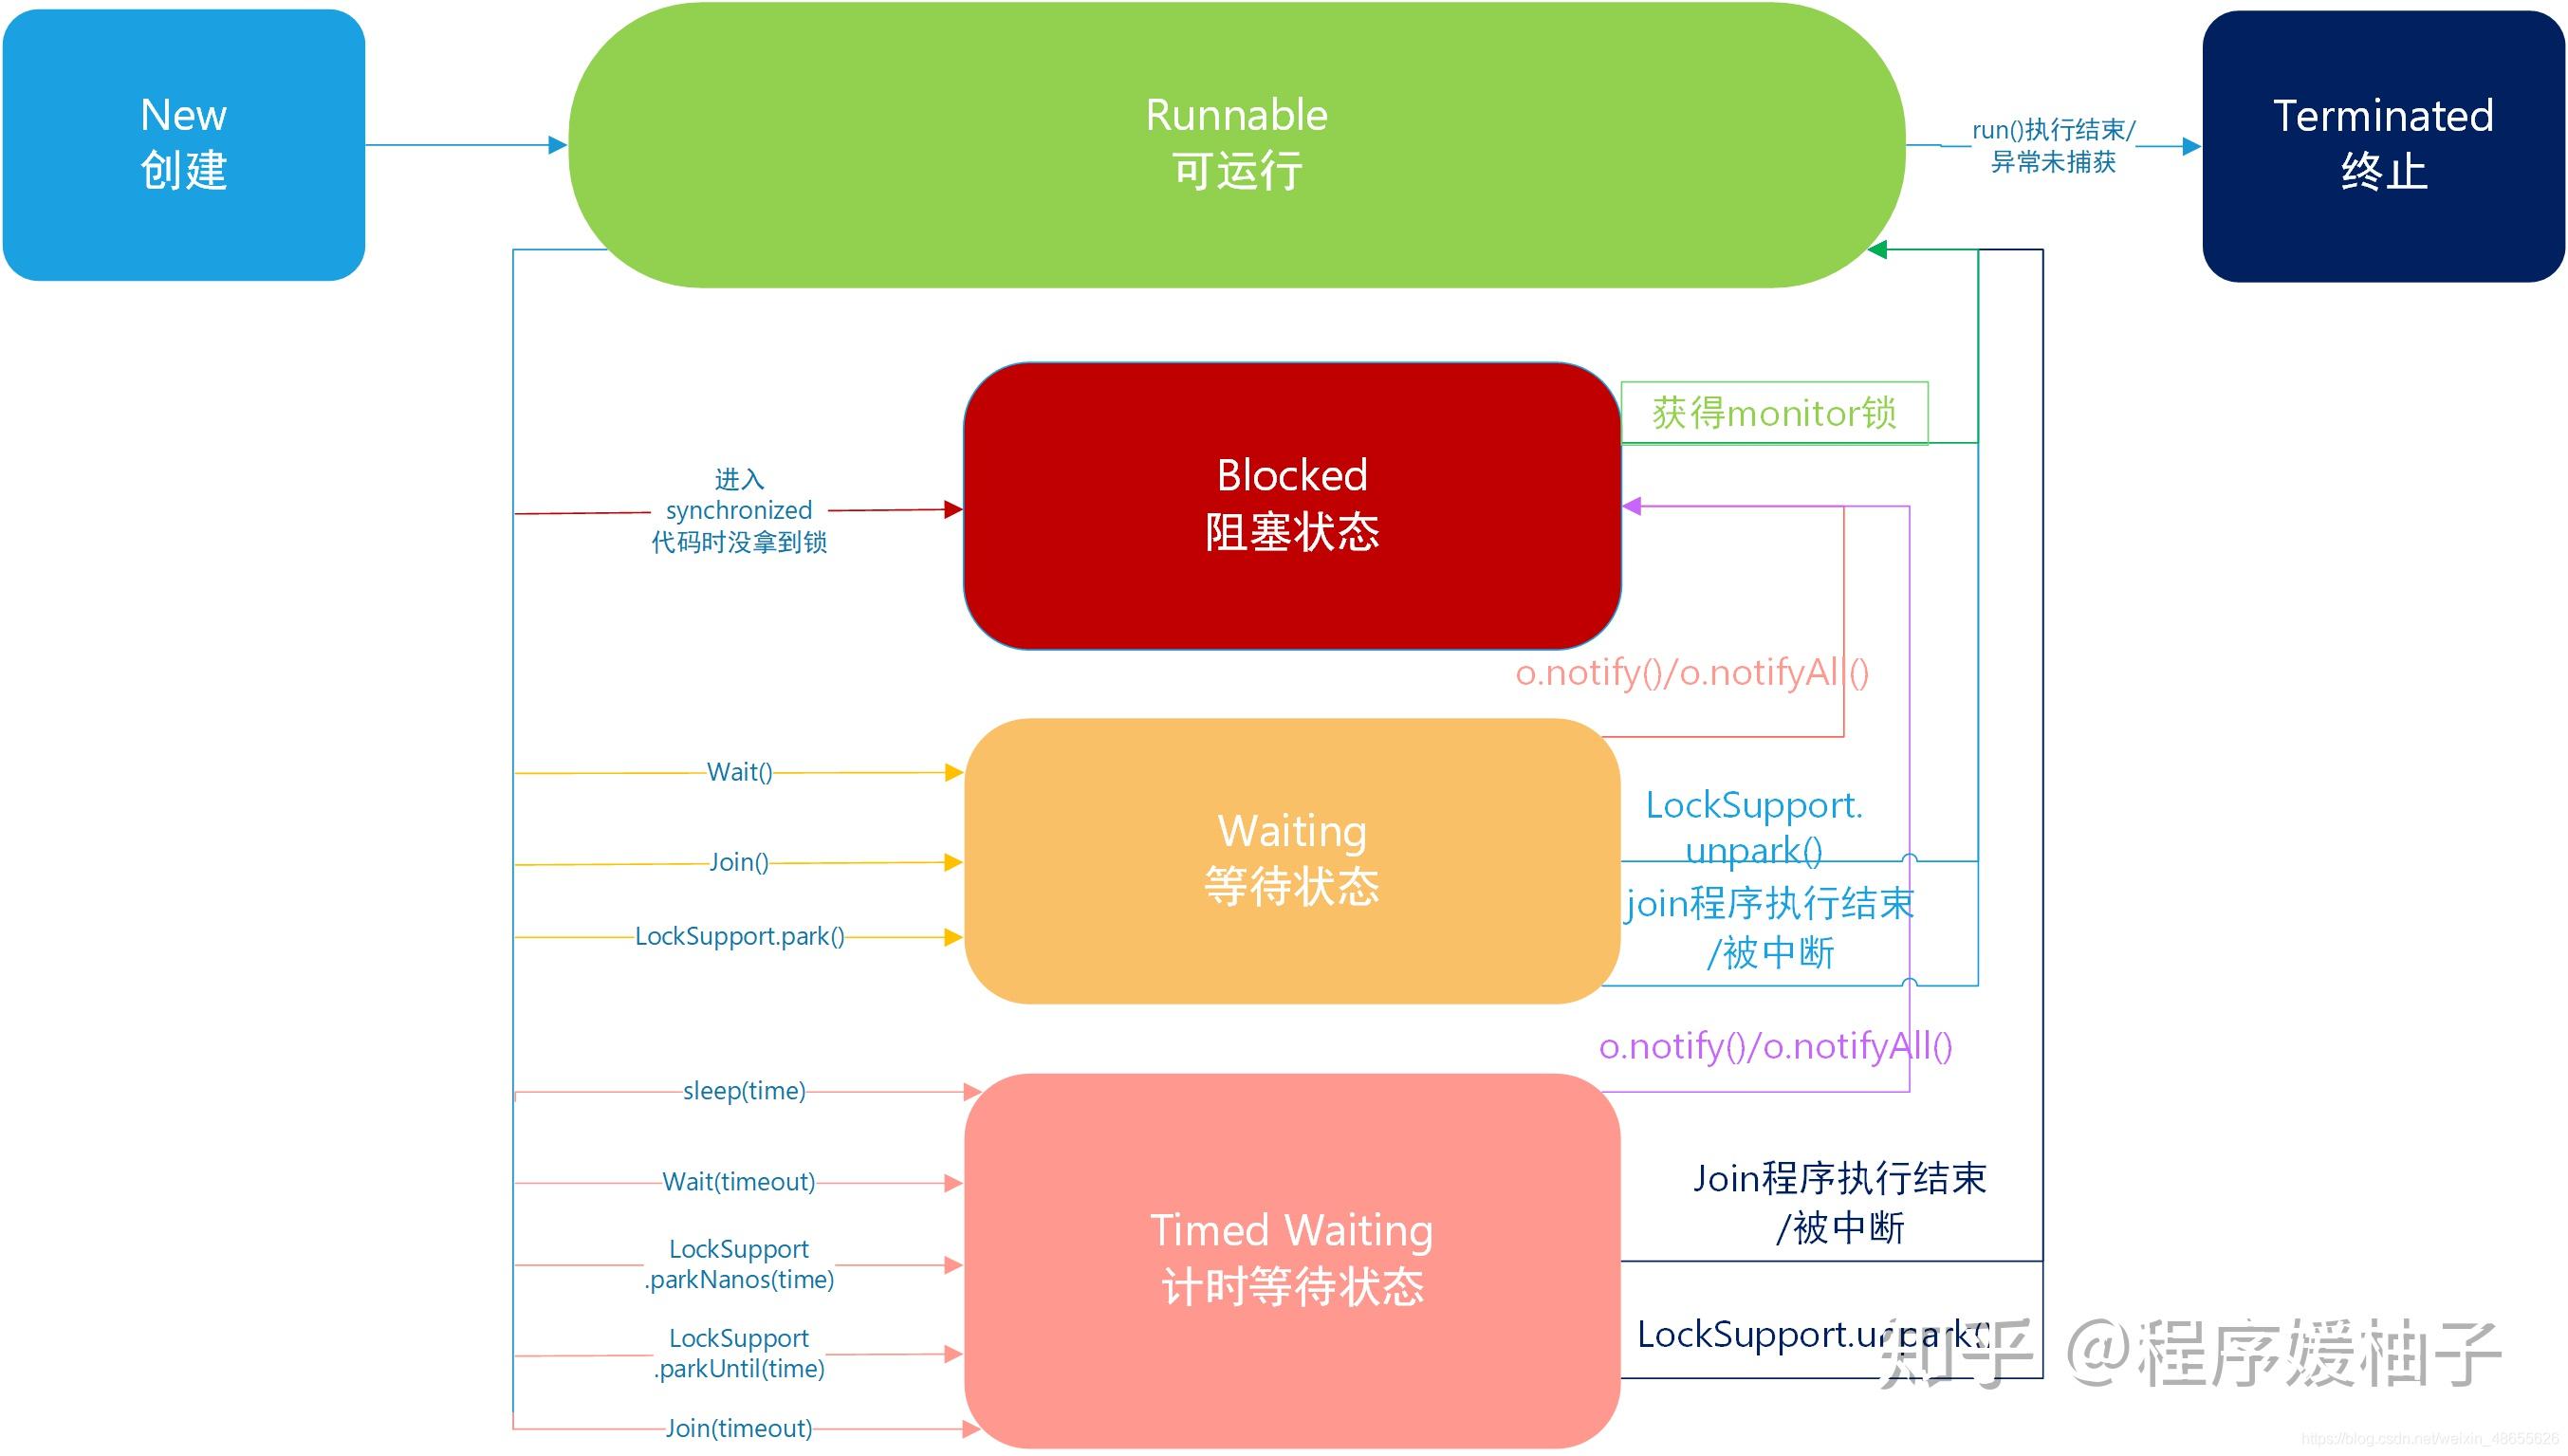 New
创建
Runnable
可运行
run()执行结束/
异常未捕获
Terminated
终止
获得monitor锁
进入
synchronized
代码时没拿到锁
Blocked
阻塞状态
o.notify()/o.notifyAll()
Wait()
Join()
LockSupport.park()
Waiting
等待状态
LockSupport.
unpark()
join程序执行结束
/被中断
o.notify()/o.notifyAll()
sleep(time)
Wait(timeout)
LockSupport
.parkNanos(time)
LockSupport
.parkUntil(time)
Join(timeout)
Timed Waiting
计时等待状态
Join程序执行结束
/被中断
LockSupport.unpark()
知乎 @程序媛柚子
https://blog.csdn.net/weixin_48655626